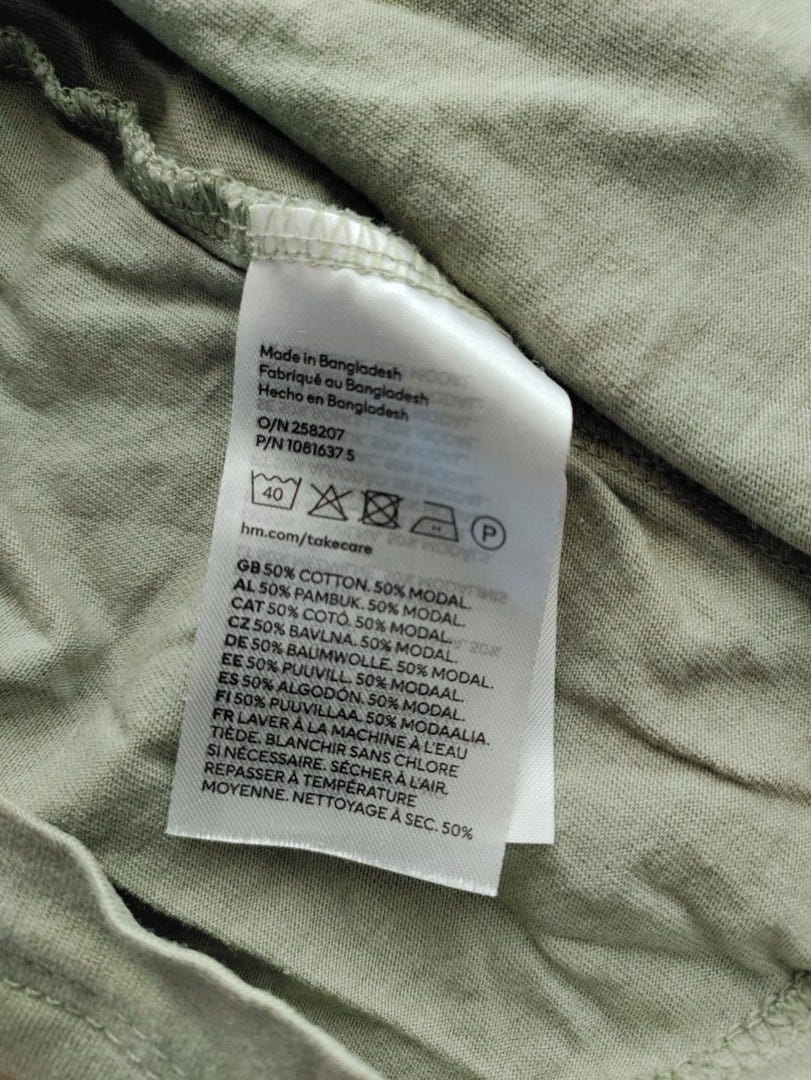 Made in Bangladesh
Fabriqué au Bangladesh
Hecho en Bangladesh
O/N 258207
P/N 1081637 S
40 P
hm.com/takecare
GB 50% COTTON. 50% MODAL.
AL 50% PAMBUK. 50% MODAL.
CAT 50% COTÓ. 50% MODAL.
CZ 50% BAVLNA. 50% MODAL.
DE 50% BAUMWOLLE. 50% MODAL.
EE 50% PUUVILL. 50% MODAAL.
ES 50% ALGODÓN. 50% MODAL.
FI 50% PUUVILLAA. 50% MODAALIA.
FR LAVER À LA MACHINE À L'EAU
TIÈDE. BLANCHIR SANS CHLORE
SI NÉCESSAIRE. SÉCHER À L'AIR.
REPASSER À TEMPÉRATURE
MOYENNE. NETTOYAGE À SEC. 50%